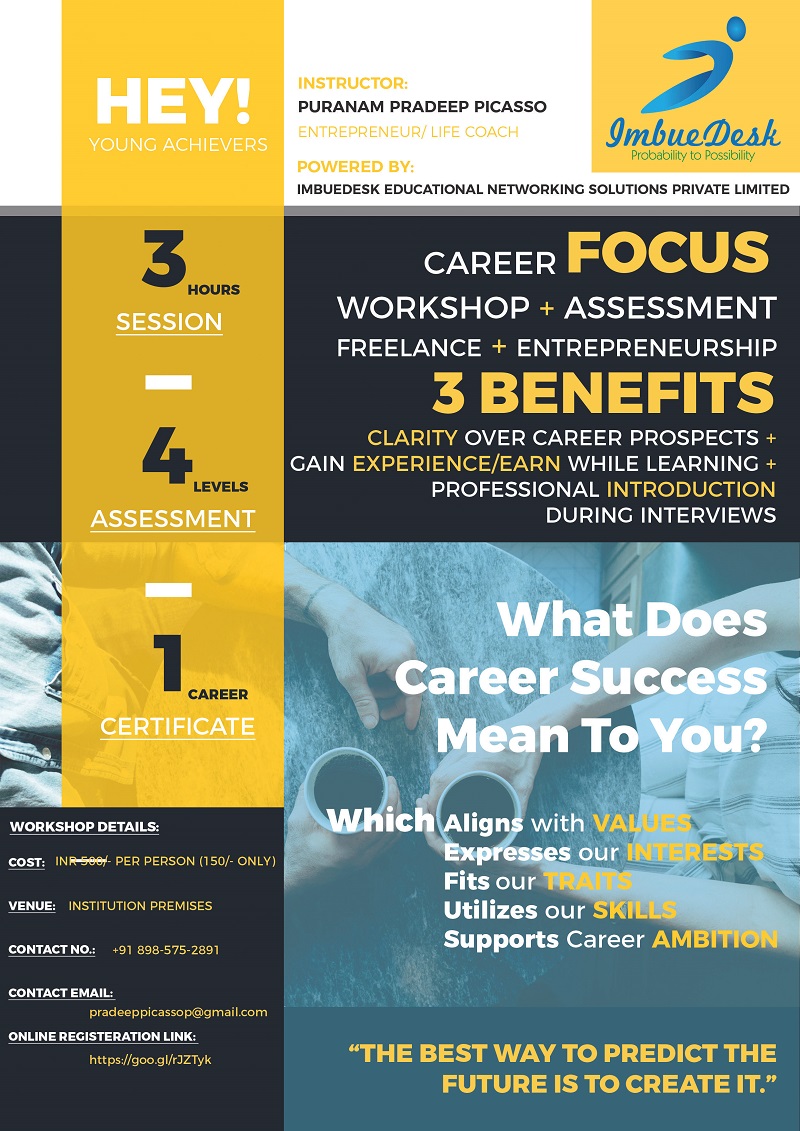 HEY!
YOUNG ACHIEVERS
INSTRUCTOR:
PURANAM PRADEEP PICASSO
ENTREPRENEUR/ LIFE COACH
POWERED BY:
IMBUEDESK EDUCATIONAL NETWORKING SOLUTIONS PRIVATE LIMITED
ImbueDesk
Probability to Possibility
3 HOURS
SESSION
4 LEVELS
ASSESSMENT
1 CAREER
CERTIFICATE
CAREER FOCUS
WORKSHOP + ASSESSMENT
FREELANCE + ENTREPRENEURSHIP
3 BENEFITS
CLARITY OVER CAREER PROSPECTS +
GAIN EXPERIENCE/EARN WHILE LEARNING +
PROFESSIONAL INTRODUCTION
DURING INTERVIEWS
What Does
Career Success
Mean To You?
Which Aligns with VALUES
Expresses our INTERESTS
Fits our TRAITS
Utilizes our SKILLS
Supports Career AMBITION
WORKSHOP DETAILS:
COST: INR 500/- PER PERSON (150/- ONLY)
VENUE: INSTITUTION PREMISES
CONTACT NO.: +91 898-575-2891
CONTACT EMAIL:
pradeeppicassop@gmail.com
ONLINE REGISTERATION LINK:
https://goo.gl/rJZTyk
“THE BEST WAY TO PREDICT THE
FUTURE IS TO CREATE IT.”